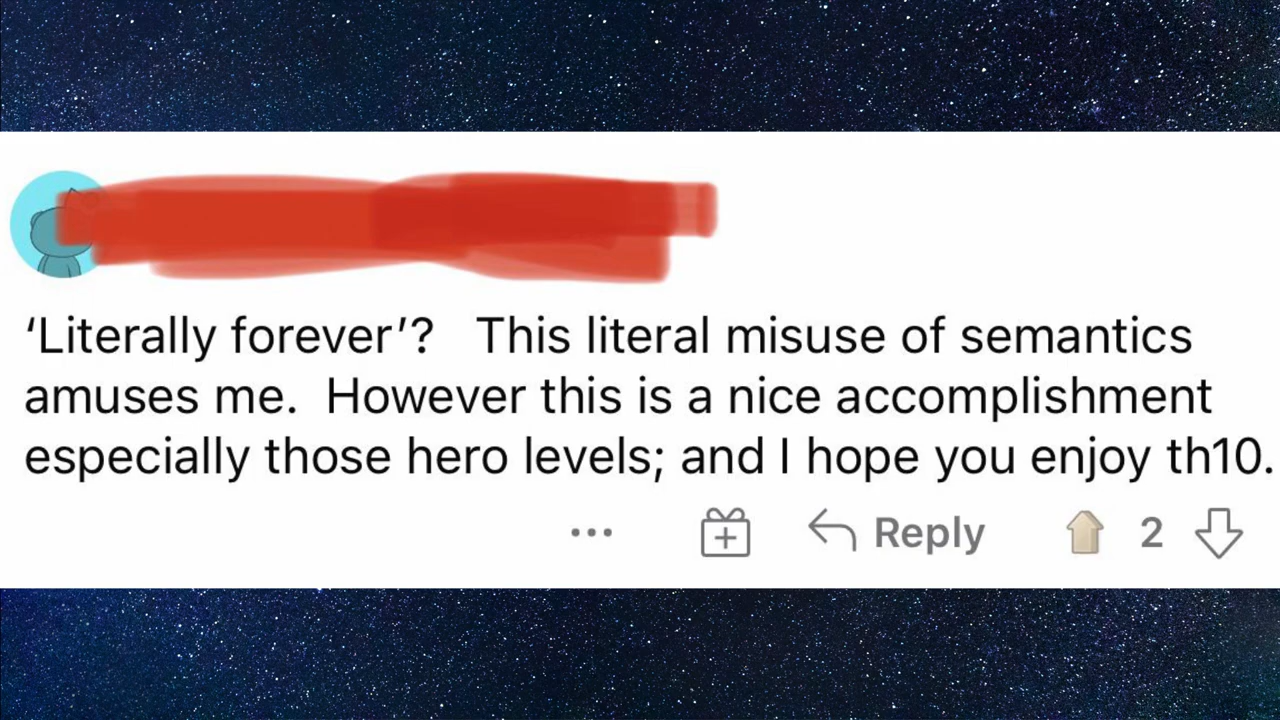 ‘Literally forever’?   This literal misuse of semantics
amuses me.  However this is a nice accomplishment
especially those hero levels; and I hope you enjoy th10.
... Reply 2